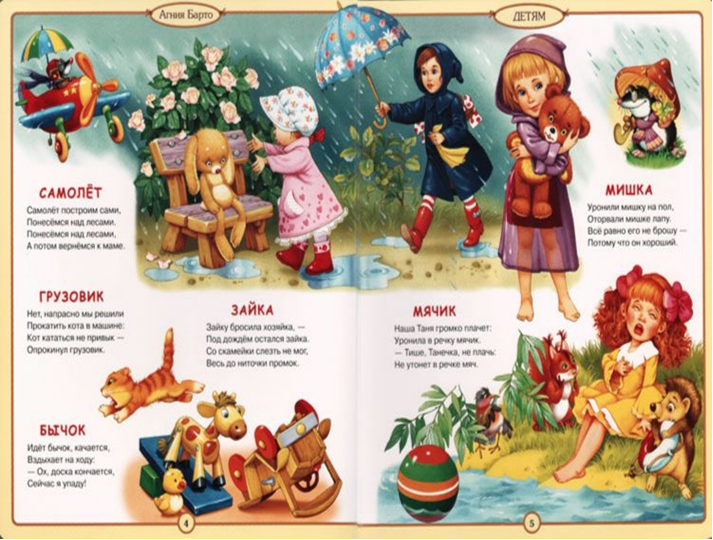 Агния Барто
ДЕТЯМ
САМОЛЁТ
Самолёт построим сами,
Понесёмся над лесами.
Понесёмся над лесами,
А потом вернёмся к маме.
ГРУЗОВИК
Нет, напрасно мы решили
Прокатить кота в машине:
Кот кататься не привык —
Опрокинул грузовик.
ЗАЙКА
Зайку бросила хозяйка, —
Под дождём остался зайка.
Со скамейки слезть не мог,
Весь до ниточки промок.
БЫЧОК
Идёт бычок, качается,
Вздыхает на ходу:
— Ох, доска кончается,
Сейчас я упаду!
4
МИШКА
Уронили мишку на пол,
Оторвали мишке лапу.
Всё равно его не брошу —
Потому что он хороший.
МЯЧИК
Наша Таня громко плачет:
Уронила в речку мячик.
— Тише, Танечка, не плачь:
Не утонет в речке мяч.
5